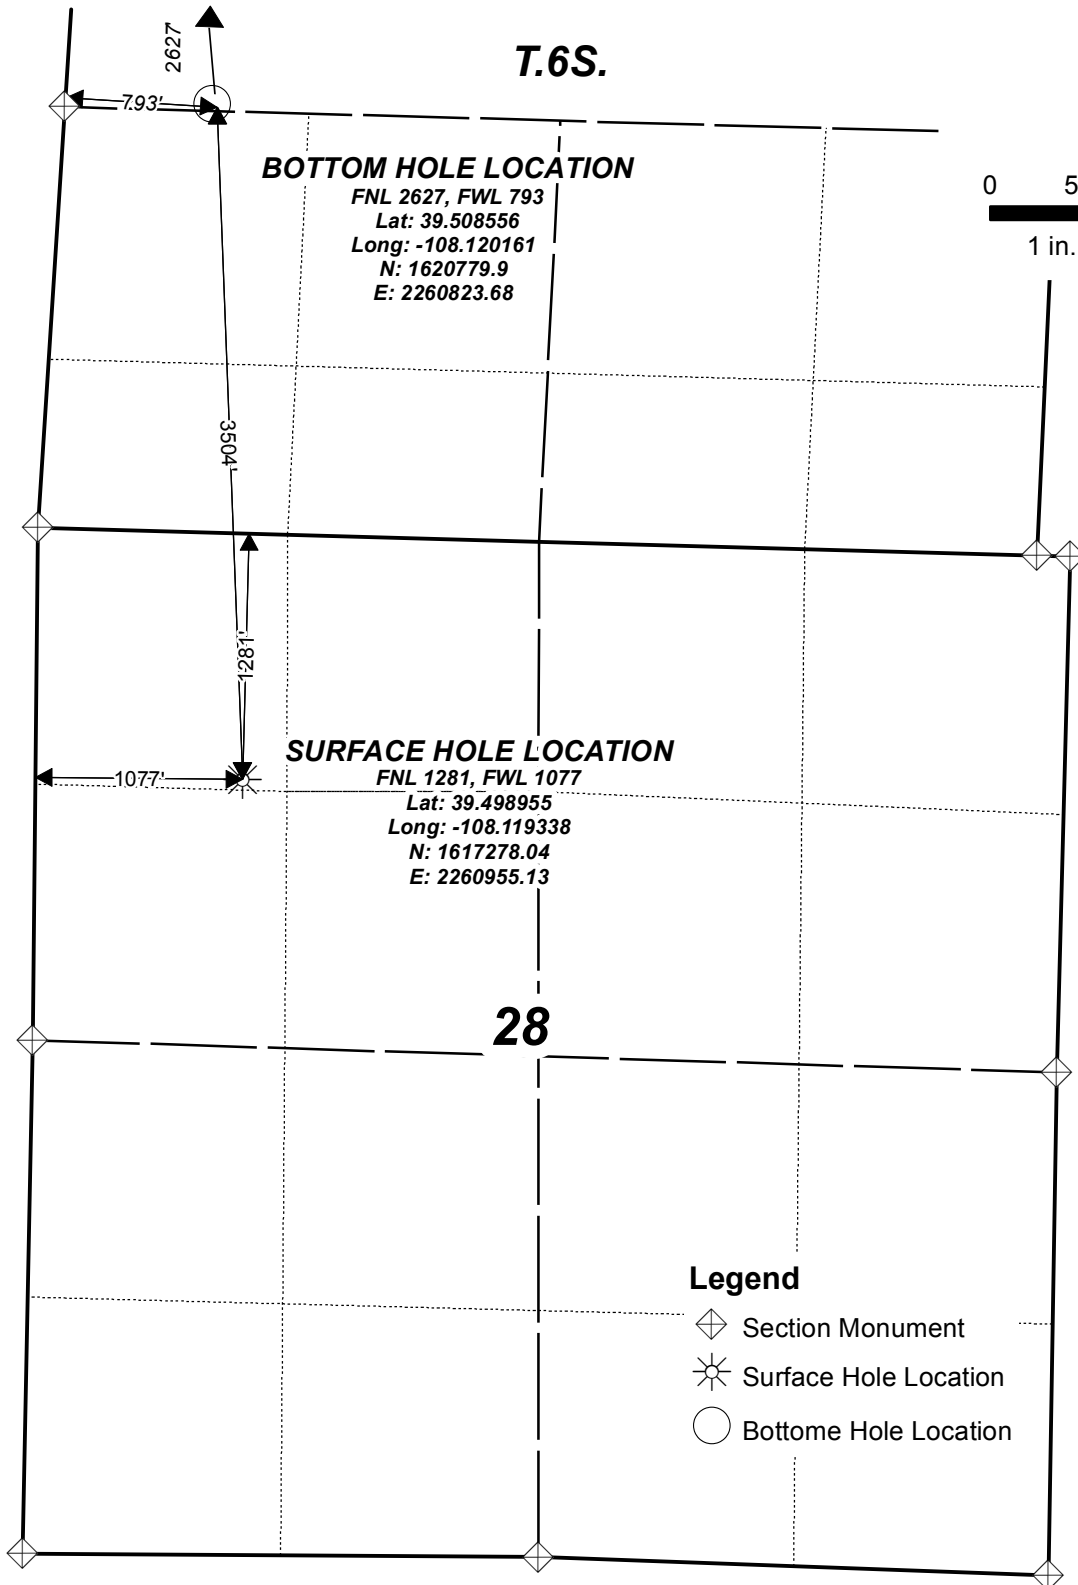 T.6S.
2627'
793'
BOTTOM HOLE LOCATION
FNL 2627, FWL 793
Lat: 39.508556
Long: -108.120161
N: 1620779.9
E: 2260823.68
0 5
1 in.
3504'
1281'
1077'
SURFACE HOLE LOCATION
FNL 1281, FWL 1077
Lat: 39.498955
Long: -108.119338
N: 1617278.04
E: 2260955.13
28
Legend
Section Monument
Surface Hole Location
Bottome Hole Location